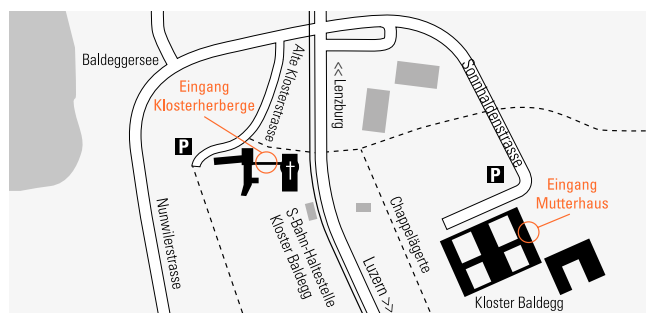 Baldeggersee
Eingang
Klosterherberge
Alte Klosterstrasse
<< Lenzburg
Sonnhaldenstrasse
P
P
Eingang
Mutterhaus
Nunwilerstrasse
S-Bahn-Haltestelle
Kloster Baldegg
Chappelägerte
Luzern >>
Kloster Baldegg